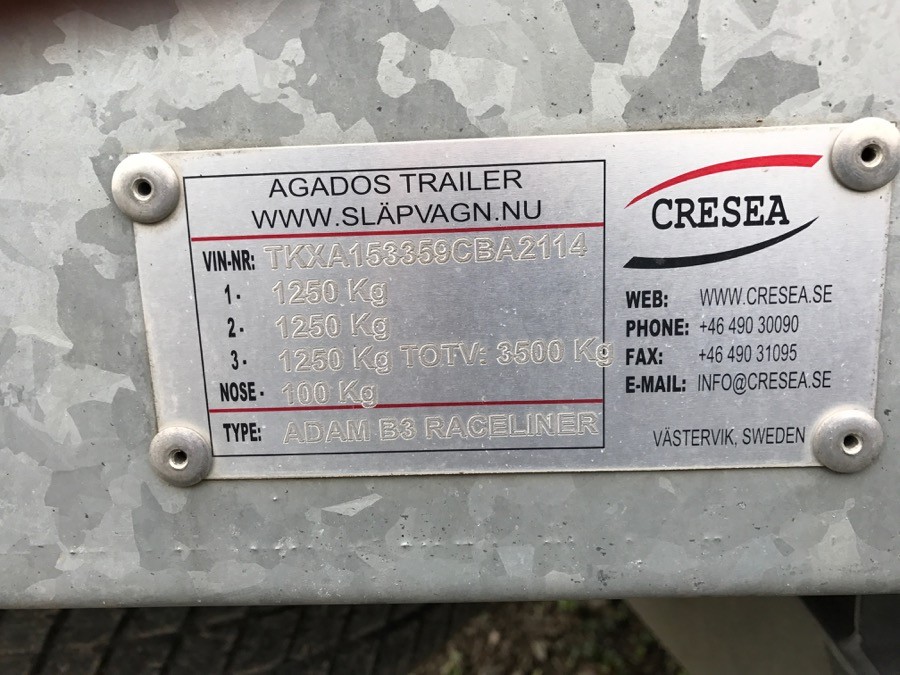 AGADOS TRAILER
WWW.SLÄPVAGN.NU
VIN-NR: TKXA153359CBA2114
1- 1250 Kg
2- 1250 Kg
3- 1250 Kg TOTV: 3500 Kg
NOSE- 100 Kg
TYPE: ADAM B3 RACELINER
CRESEA
WEB: WWW.CRESEA.SE
PHONE: +46 490 30090
FAX: +46 490 31095
E-MAIL: INFO@CRESEA.SE
VÄSTERVIK, SWEDEN